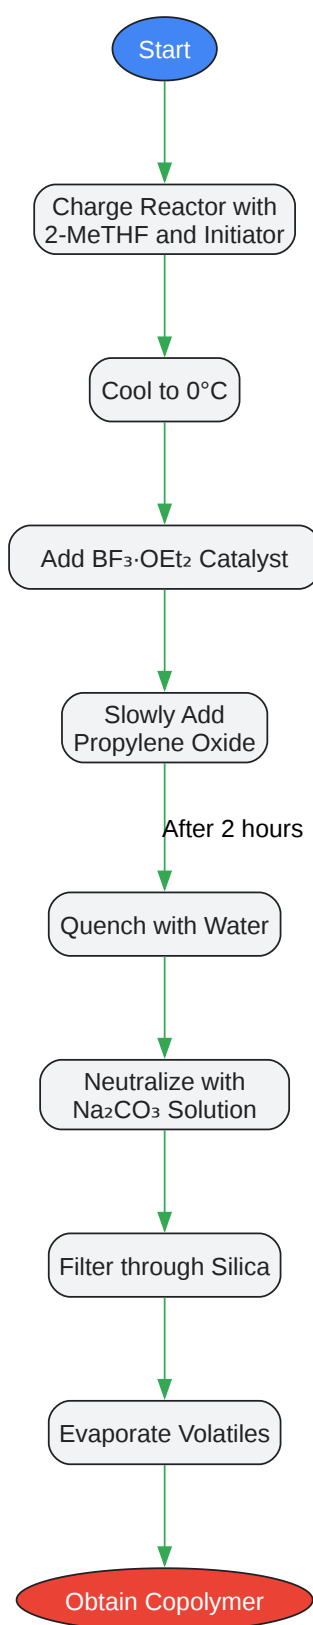 Start
Charge Reactor with
2-MeTHF and Initiator
Cool to 0°C
Add BF₃·OEt₂ Catalyst
Slowly Add
Propylene Oxide
After 2 hours
Quench with Water
Neutralize with
Na₂CO₃ Solution
Filter through Silica
Evaporate Volatiles
Obtain Copolymer